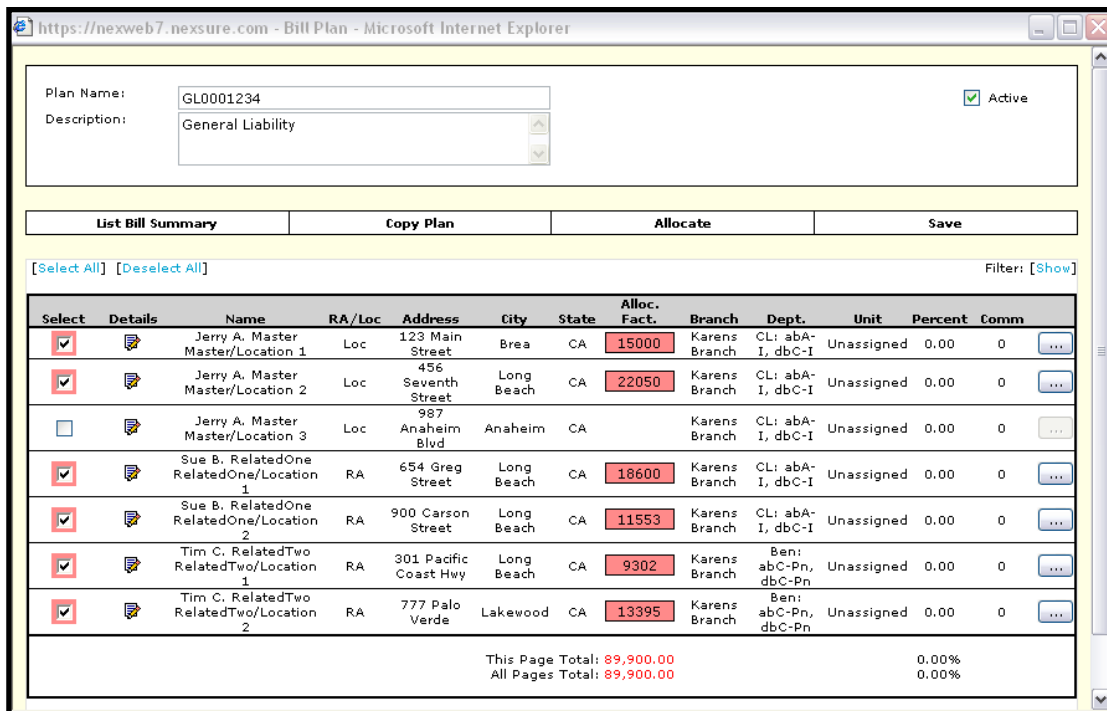 https://nexweb7.nexsure.com - Bill Plan - Microsoft Internet Explorer
Plan Name: GL0001234 Active
Description: General Liability
List Bill Summary Copy Plan Allocate Save
[Select All] [Deselect All] Filter: [Show]
Select Details Name RA/Loc Address City State Alloc. Fact. Branch Dept. Unit Percent Comm
Jerry A. Master Master/Location 1 Loc 123 Main Street Brea CA 15000 Karens Branch CL: abA-I, dbC-I Unassigned 0.00 0 ...
Jerry A. Master Master/Location 2 Loc 456 Seventh Street Long Beach CA 22050 Karens Branch CL: abA-I, dbC-I Unassigned 0.00 0 ...
Jerry A. Master Master/Location 3 Loc 987 Anaheim Blvd Anaheim CA Karens Branch CL: abA-I, dbC-I Unassigned 0.00 0 ...
Sue B. RelatedOne RelatedOne/Location 1 RA 654 Greg Street Long Beach CA 18600 Karens Branch CL: abA-I, dbC-I Unassigned 0.00 0 ...
Sue B. RelatedOne RelatedOne/Location 2 RA 900 Carson Street Long Beach CA 11553 Karens Branch CL: abA-I, dbC-I Unassigned 0.00 0 ...
Tim C. RelatedTwo RelatedTwo/Location 1 RA 301 Pacific Coast Hwy Long Beach CA 9302 Karens Branch Ben: abC-Pn, dbC-Pn Unassigned 0.00 0 ...
Tim C. RelatedTwo RelatedTwo/Location 2 RA 777 Palo Verde Lakewood CA 13395 Karens Branch Ben: abC-Pn, dbC-Pn Unassigned 0.00 0 ...
This Page Total: 89,900.00 0.00%
All Pages Total: 89,900.00 0.00%